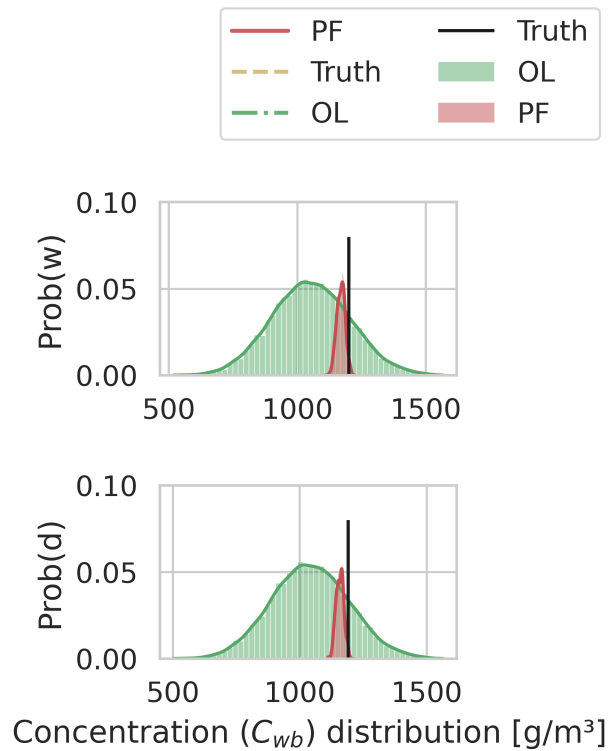 PF Truth
Truth OL
OL PF
0.10
Prob(w)
0.05
0.00
500 1000 1500
0.10
Prob(d)
0.05
0.00
500 1000 1500
Concentration (C_wb) distribution [g/m³]